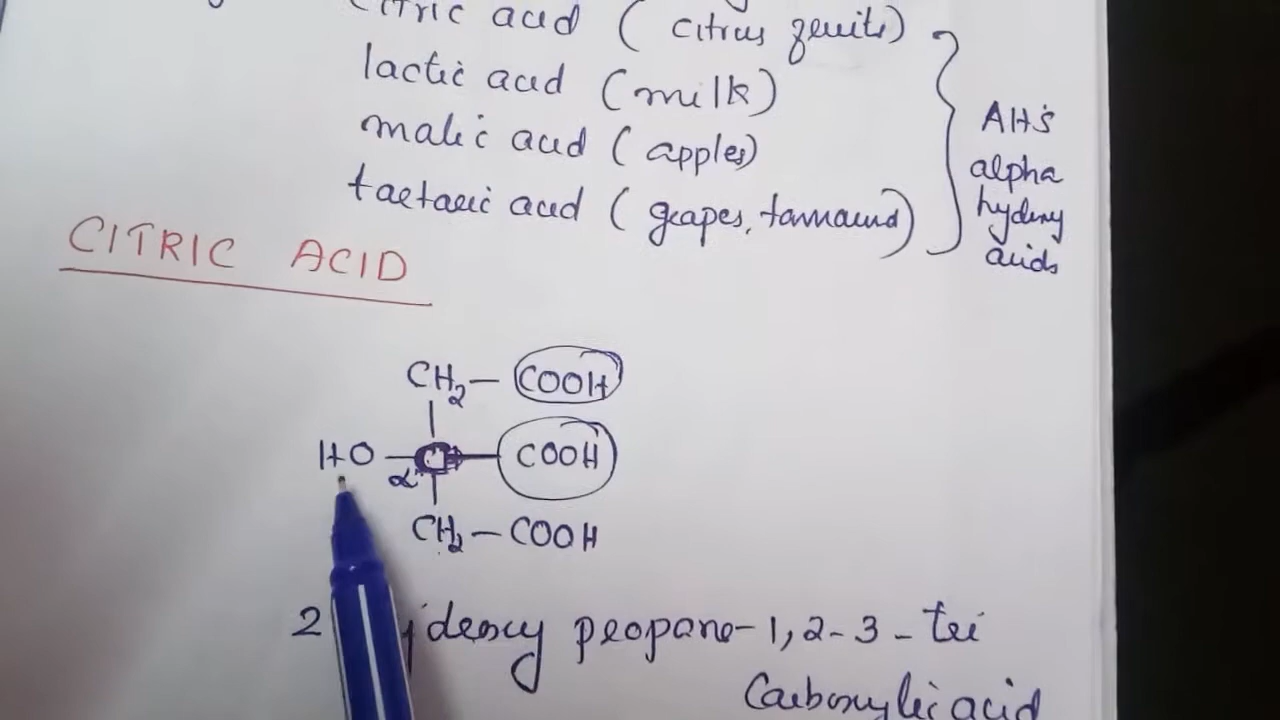 citric acid ( citrus fruits)
lactic acid (milk)
malic acid ( apples)
tartaric acid ( grapes, tamarind)
AHS
alpha
hydroxy
acids
CITRIC ACID
CH2 — COOH
HO — C — COOH
α
CH2 — COOH
2 ydroxy propane-1,2-3-tri
Carboxylic acid